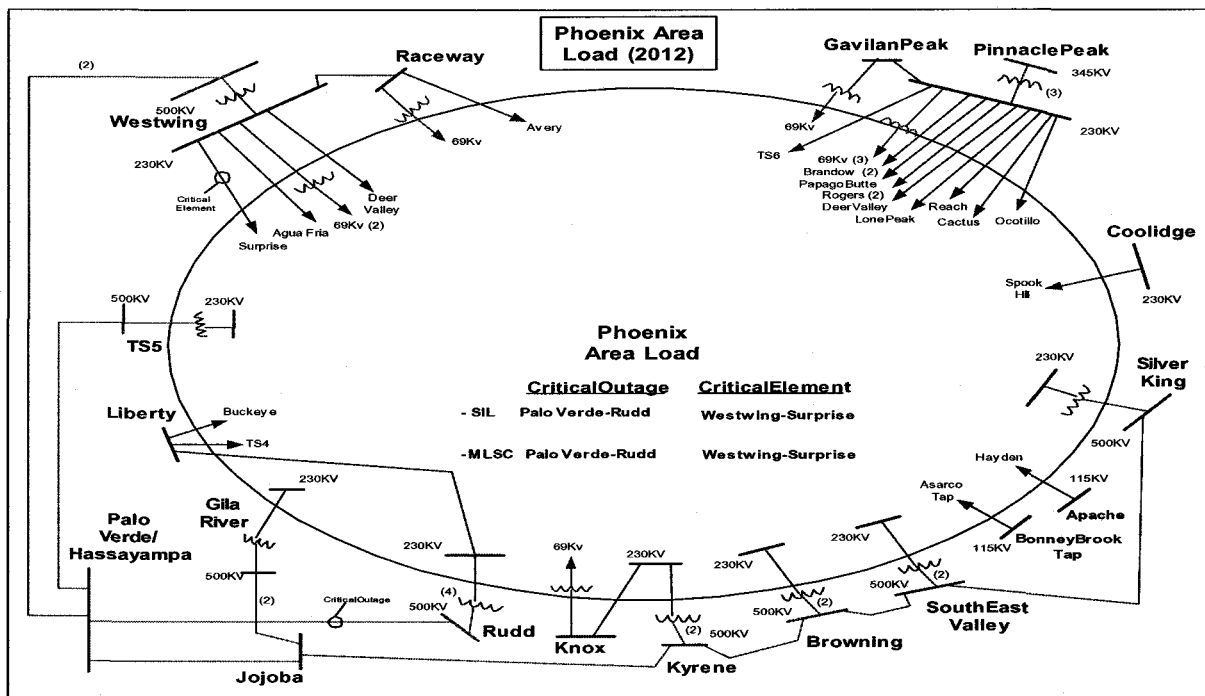 Phoenix Area
Load (2012)
(2)
500KV
Westwing
230KV
Critical
Element
Surprise
Agua Fria
69Kv (2)
Deer
Valley
Raceway
69Kv
Avery
GavilanPeak
69Kv
TS6
PinnaclePeak
345KV
(3)
230KV
69Kv (3)
Brandow (2)
PapagoButte
Rogers (2)
DeerValley
LonePeak
Reach
Cactus
Ocotillo
Coolidge
Spook
Hill
230KV
500KV
230KV
TS5
Phoenix
Area Load
CriticalOutage CriticalElement
- SIL Palo Verde-Rudd Westwing-Surprise
-MLSC Palo Verde-Rudd Westwing-Surprise
230KV
Silver
King
500KV
Liberty
Buckeye
TS4
Hayden
115KV
Apache
Asarco
Tap
115KV
BonneyBrook
Tap
Gila
River
230KV
500KV
(2)
Palo
Verde/
Hassayampa
CriticalOutage
Jojoba
230KV
(4)
500KV
Rudd
69Kv
Knox
230KV
(2)
500KV
Kyrene
230KV
500KV
(2)
Browning
230KV
500KV
(2)
SouthEast
Valley